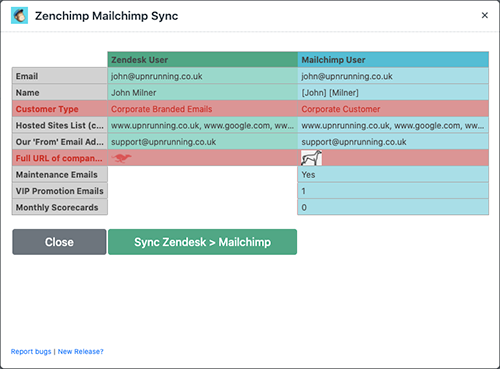 Zenchimp Mailchimp Sync ×
Zendesk User Mailchimp User
Email john@upnrunning.co.uk john@upnrunning.co.uk
Name John Milner [John] [Milner]
Customer Type Corporate Branded Emails Corporate Customer
Hosted Sites List (c... www.upnrunning.co.uk, www.google.com, ww... www.upnrunning.co.uk, www.google.com, ww...
Our 'From' Email Ad... support@upnrunning.co.uk support@upnrunning.co.uk
Full URL of compan...
Maintenance Emails Yes
VIP Promotion Emails 1
Monthly Scorecards 0
Close Sync Zendesk > Mailchimp
Report bugs | New Release?